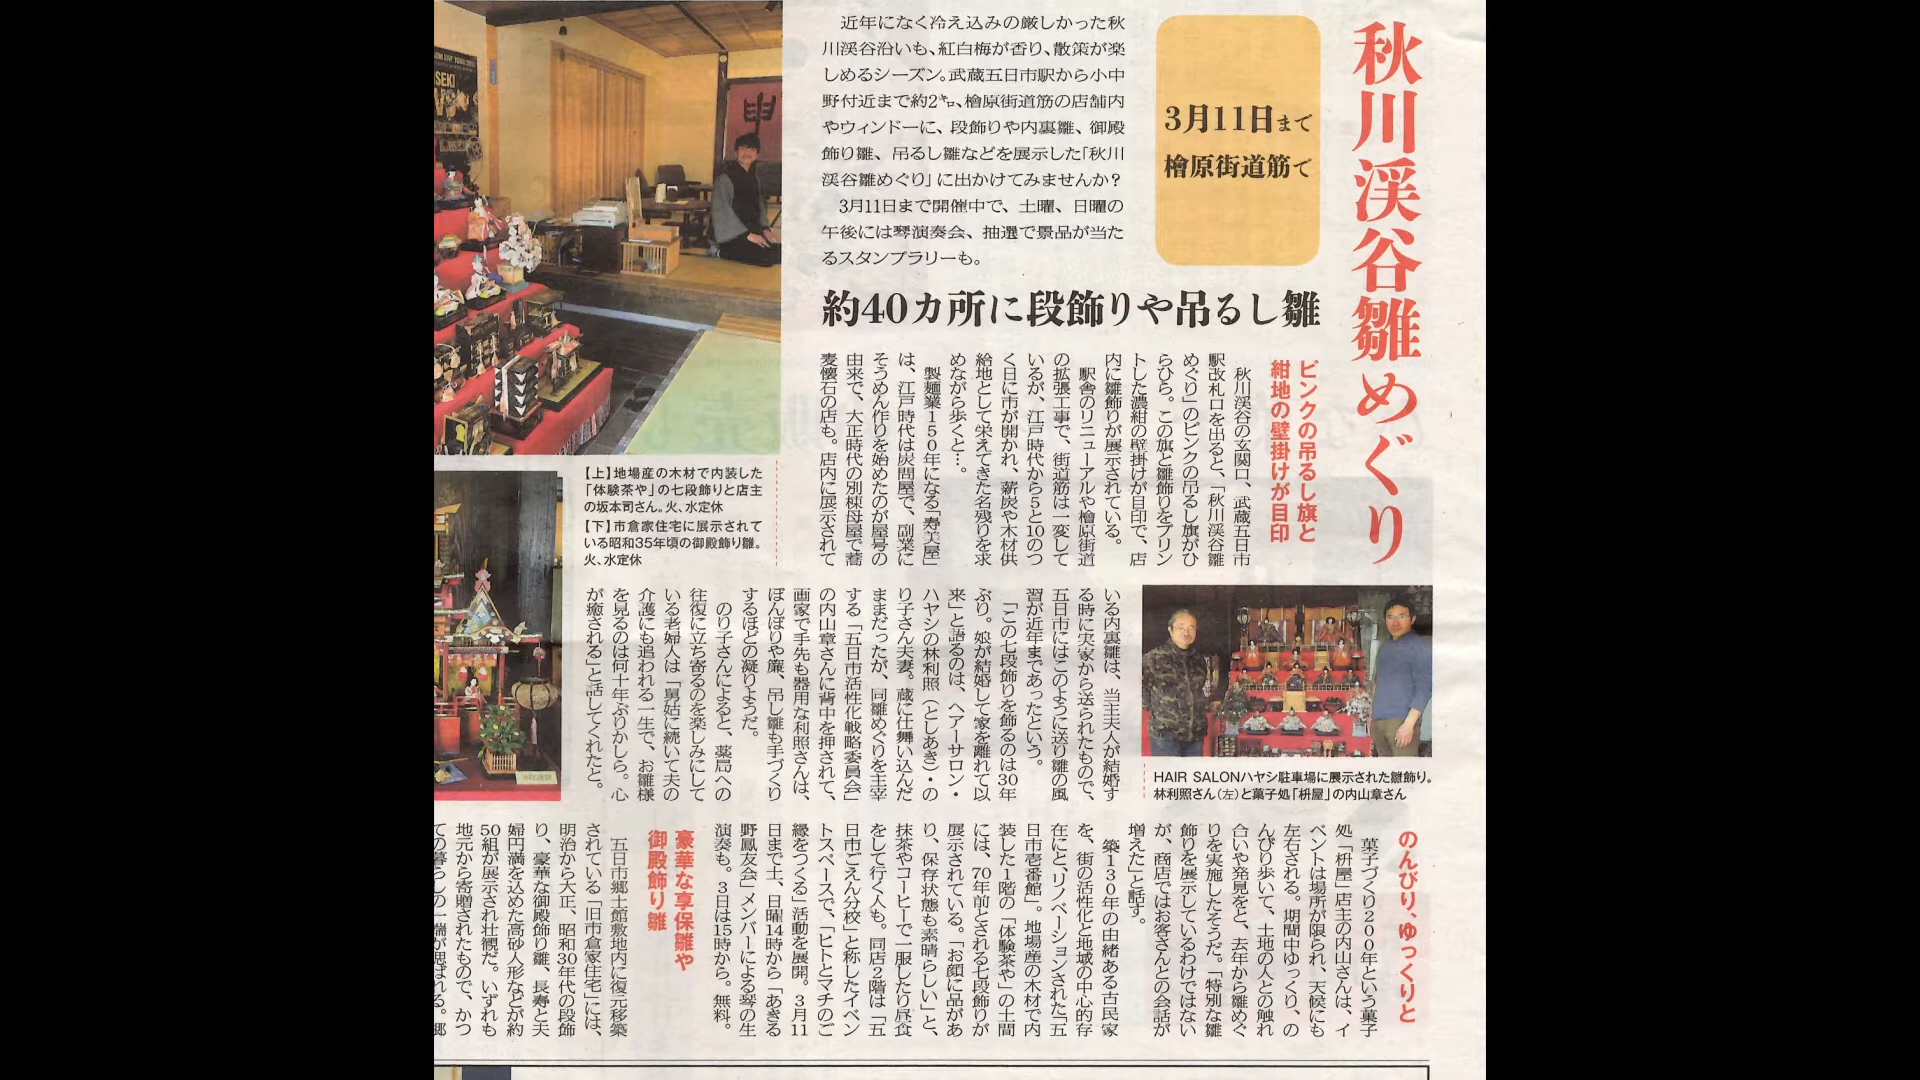 秋川渓谷雛めぐり
3月11日まで
檜原街道筋で
近年になく冷え込みの厳しかった秋
川渓谷沿いも、紅白梅が香り、散策が楽
しめるシーズン。武蔵五日市駅から小中
野付近まで約2㌔、檜原街道筋の店舗内
やウィンドーに、段飾りや内裏雛、御殿
飾り雛、吊るし雛などを展示した「秋川
渓谷雛めぐり」に出かけてみませんか?
3月11日まで開催中で、土曜、日曜の
午後には琴演奏会、抽選で景品が当た
るスタンプラリーも。
約40カ所に段飾りや吊るし雛
ピンクの吊るし旗と
紺地の壁掛けが目印
秋川渓谷の玄関口、武蔵五日市
駅改札口を出ると、「秋川渓谷雛
めぐり」のピンクの吊るし旗がひ
らひら。この旗と雛飾りをプリン
トした濃紺の壁掛けが目印で、店
内に雛飾りが展示されている。
駅舎のリニューアルや檜原街道
の拡張工事で、街道筋は一変して
いるが、江戸時代から5と10のつ
く日に市が開かれ、薪炭や木材供
給地として栄えてきた名残りを求
めながら歩くと…。
製麺業150年になる「寿美屋」
は、江戸時代は炭問屋で、副業に
そうめん作りを始めたのが屋号の
由来で、大正時代の別棟母屋で蕎
麦懐石の店も。店内に展示されて
いる内裏雛は、当主夫人が結婚す
る時に実家から送られたもので、
五日市にはこのように送り雛の風
習が近年まであったという。
「この七段飾りを飾るのは30年
ぶり。娘が結婚して家を離れて以
来」と語るのは、ヘアーサロン・
ハヤシの林利照(としあき)・の
り子さん夫妻。蔵に仕舞い込んだ
ままだったが、同雛めぐりを主宰
する「五日市活性化戦略委員会」
の内山章さんに背中を押されて、
画家で手先も器用な利照さんは、
ぼんぼりや簾、吊し雛も手づくり
するほどの凝りようだ。
のり子さんによると、薬局への
往復に立ち寄るのを楽しみにして
いる老婦人は「舅姑に続いて夫の
介護にも追われる一生で、お雛様
を見るのは何十年ぶりかしら。心
が癒される」と話してくれたと。
【上】地場産の木材で内装した
「体験茶や」の七段飾りと店主
の坂本司さん。火、水定休
【下】市倉家住宅に展示されて
いる昭和35年頃の御殿飾り雛。
火、水定休
HAIR SALONハヤシ駐車場に展示された雛飾り。
林利照さん(左)と菓子処「枡屋」の内山章さん
のんびり、ゆっくりと
菓子づくり200年という菓子
処「枡屋」店主の内山さんは、イ
ベントは場所が限られ、天候にも
左右される。期間中ゆっくり、の
んびり歩いて、土地の人との触れ
合いや発見をと、去年から雛めぐ
りを実施したそうだ。「特別な雛
飾りを展示しているわけではない
が、商店ではお客さんとの会話が
増えた」と話す。
築130年の由緒ある古民家
を、街の活性化と地域の中心的存
在にと、リノベーションされた「五
日市壱番館」。地場産の木材で内
装した1階の「体験茶や」の土間
には、70年前とされる七段飾りが
展示されている。「お顔に品があ
り、保存状態も素晴らしい」と、
抹茶やコーヒーで一服したり昼食
をして行く人も。同店2階は「五
日市ごえん分校」と称したイベン
トスペースで、「ヒトとマチのご
縁をつくる」活動を展開。3月11
日まで土、日曜14時から「あきる
野鳳友会」メンバーによる琴の生
演奏も。3日は15時から。無料。
豪華な享保雛や
御殿飾り雛
五日市郷土館敷地内に復元移築
されている「旧市倉家住宅」には、
明治から大正、昭和30年代の段飾
り、豪華な御殿飾り雛、長寿と夫
婦円満を込めた高砂人形などが約
50組が展示され壮観だ。いずれも
地元から寄贈されたもので、かつ
ての暮らしの一端が思ばれる。郷
申
SEKI